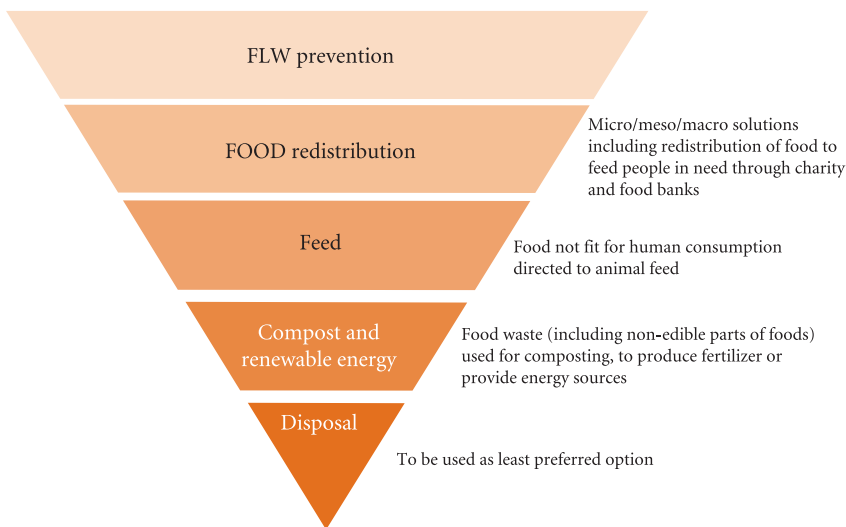 FLW prevention
FOOD redistribution
Micro/meso/macro solutions
including redistribution of food to
feed people in need through charity
and food banks
Feed
Food not fit for human consumption
directed to animal feed
Compost and
renewable energy
Food waste (including non-edible parts of foods)
used for composting, to produce fertilizer or
provide energy sources
Disposal
To be used as least preferred option